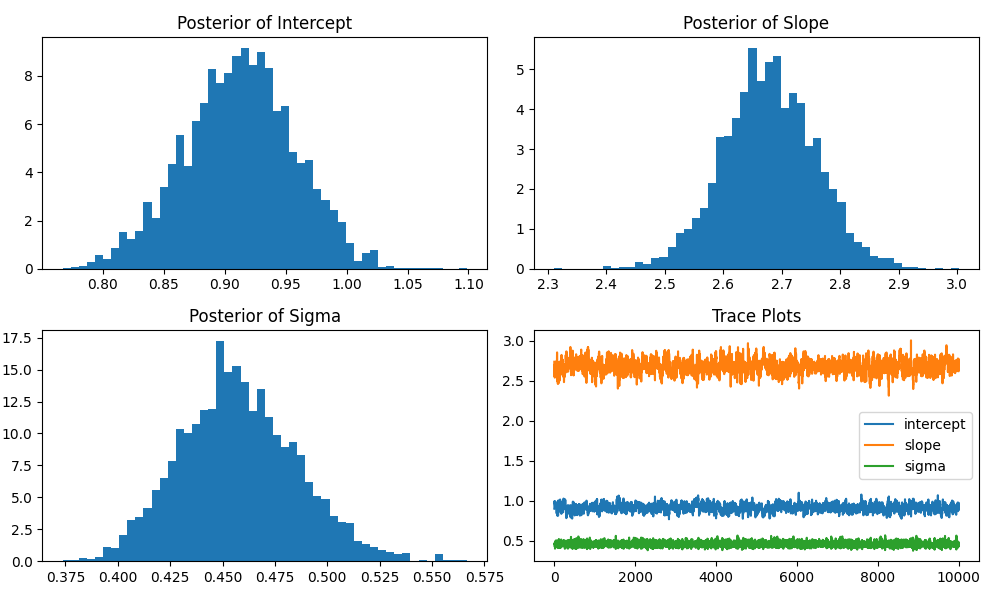 Posterior of Intercept
8
6
4
2
0
0.80 0.85 0.90 0.95 1.00 1.05 1.10
Posterior of Slope
5
4
3
2
1
0
2.3 2.4 2.5 2.6 2.7 2.8 2.9 3.0
Posterior of Sigma
17.5
15.0
12.5
10.0
7.5
5.0
2.5
0.0
0.375 0.400 0.425 0.450 0.475 0.500 0.525 0.550 0.575
Trace Plots
3.0
2.5
2.0
1.5
1.0
0.5
intercept
slope
sigma
0 2000 4000 6000 8000 10000